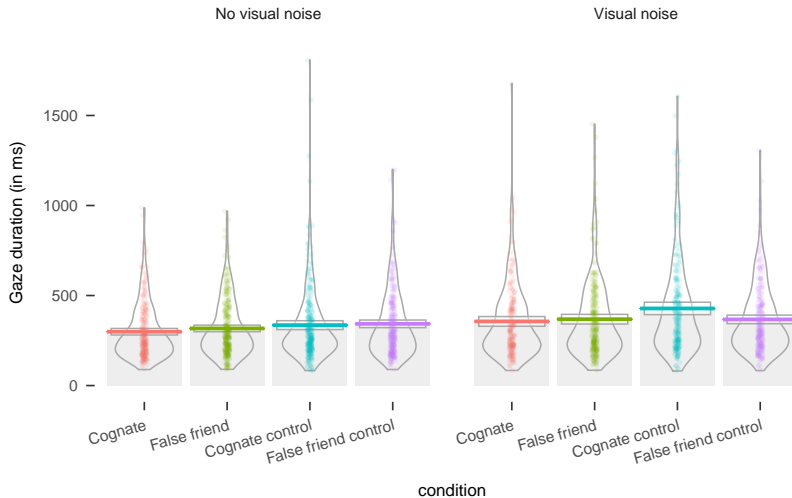 No visual noise
Visual noise
Gaze duration (in ms)
1500
1000
500
0
Cognate
False friend
Cognate control
False friend control
Cognate
False friend
Cognate control
False friend control
condition